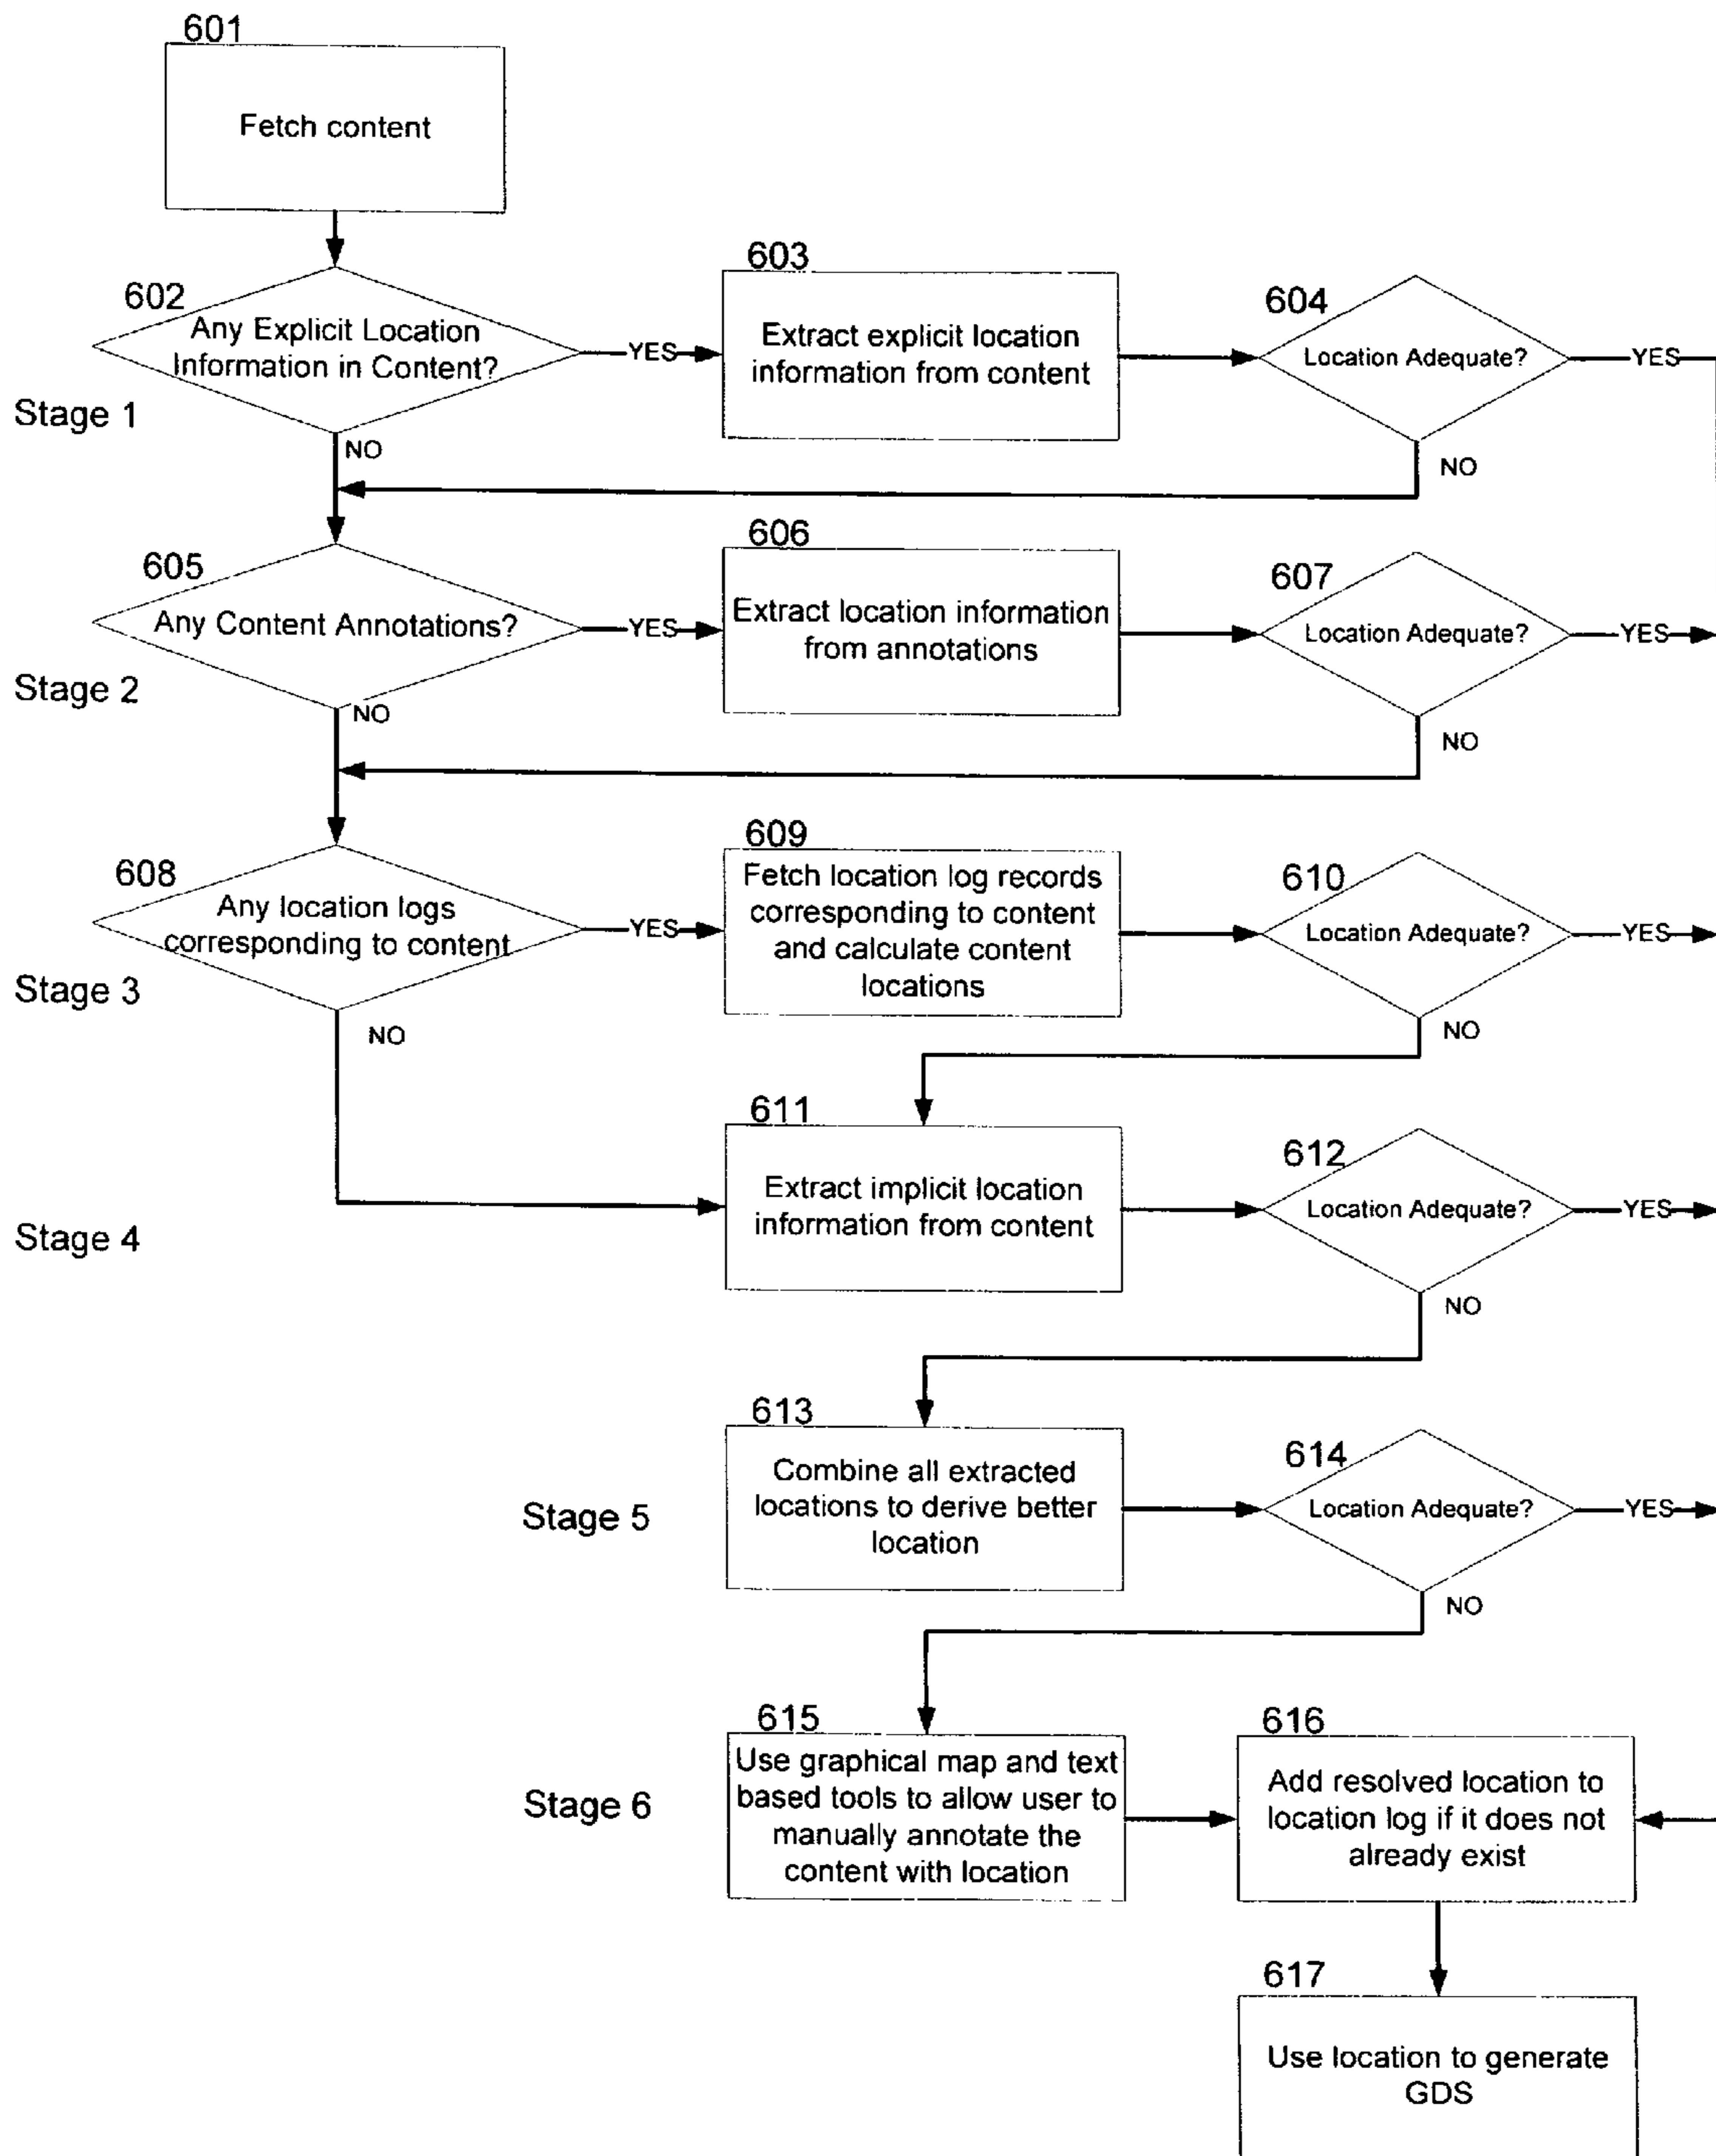 601
Fetch content
602
Any Explicit Location
Information in Content?
YES
603
Extract explicit location
information from content
604
Location Adequate?
YES
Stage 1
NO
NO
605
Any Content Annotations?
YES
606
Extract location information
from annotations
607
Location Adequate?
YES
Stage 2
NO
NO
608
Any location logs
corresponding to content
YES
609
Fetch location log records
corresponding to content
and calculate content
locations
610
Location Adequate?
YES
Stage 3
NO
NO
611
Extract implicit location
information from content
612
Location Adequate?
YES
Stage 4
NO
613
Combine all extracted
locations to derive better
location
614
Location Adequate?
YES
Stage 5
NO
615
Use graphical map and text
based tools to allow user to
manually annotate the
content with location
616
Add resolved location to
location log if it does not
already exist
Stage 6
617
Use location to generate
GDS